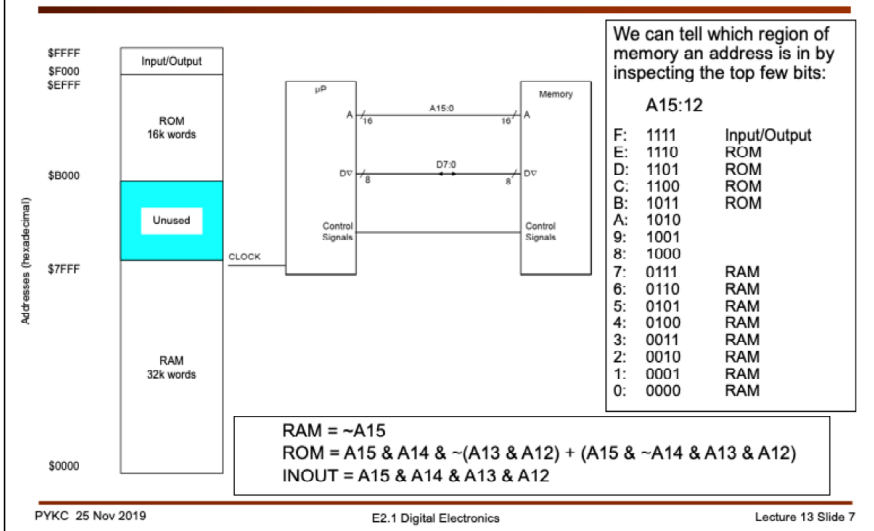 We can tell which region of
memory an address is in by
inspecting the top few bits:
A15:12
F: 1111 Input/Output
E: 1110 ROM
D: 1101 ROM
C: 1100 ROM
B: 1011 ROM
A: 1010
9: 1001
8: 1000
7: 0111 RAM
6: 0110 RAM
5: 0101 RAM
4: 0100 RAM
3: 0011 RAM
2: 0010 RAM
1: 0001 RAM
0: 0000 RAM
Addresses (hexadecimal)
$FFFF
$F000
$EFFF
$B000
$7FFF
$0000
Input/Output
ROM
16k words
Unused
RAM
32k words
CLOCK
µP
A
16
D▽
8
Control
Signals
A15:0
D7:0
Memory
16
A
8
D▽
Control
Signals
RAM = ~A15
ROM = A15 & A14 & ~(A13 & A12) + (A15 & ~A14 & A13 & A12)
INOUT = A15 & A14 & A13 & A12
PYKC 25 Nov 2019
E2.1 Digital Electronics
Lecture 13 Slide 7